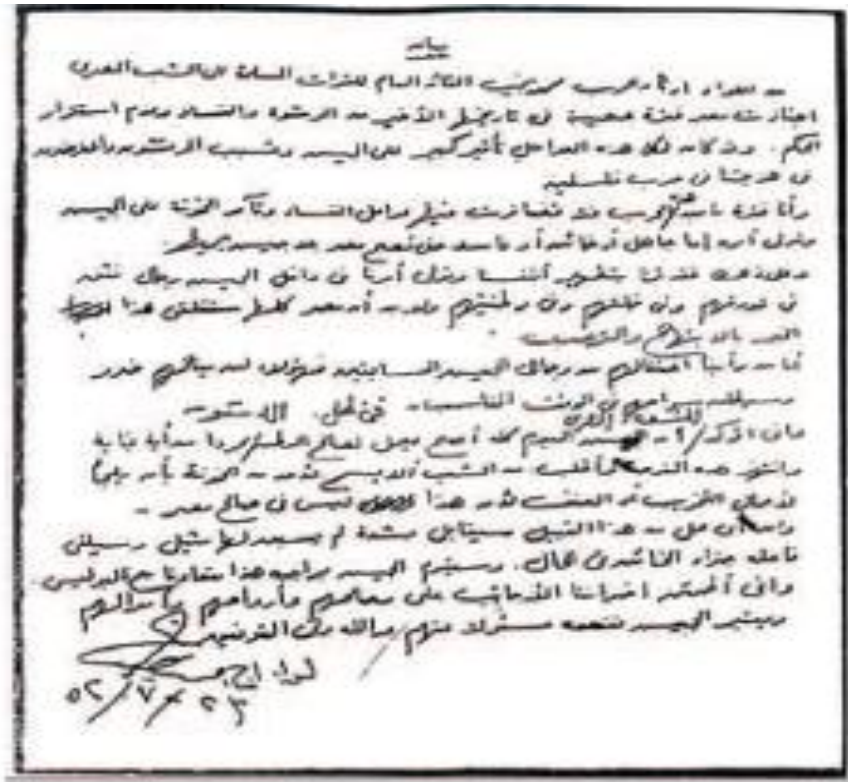 بيان
من اللواء أركان حرب محمد نجيب القائد العام للقوات المسلحة إلى الشعب المصري
اجتازت مصر فترة عصيبة في تاريخها الأخير من الرشوة والفساد وعدم استقرار
الحكم . وقد كان لكل هذه العوامل تأثير كبير على الجيش وتسبب المرتشون والمغرضون
في هزيمتنا في حرب فلسطين
وأما فترة ما بعد الحرب فقد تضافرت فيها عوامل الفساد وتآمر الخونة على الجيش
وتولى أمره إما جاهل أو خائن أو فاسد حتى تصبح مصر بلا جيش يحميها.
وعلى ذلك فقد قمنا بتطهير أنفسنا وتولى أمرنا في داخل الجيش رجال نثق
في قدرتهم وفي خلقهم وفي وطنيتهم ولابد أن مصر كلها ستتلقى هذا
الخبر بالابتهاج والترحيب .
أما من رأينا اعتقالهم من رجال الجيش السابقين فهؤلاء لن ينالهم ضرر
وسيطلق سراحهم في الوقت المناسب
وإني أؤكد للشعب المصري أن الجيش اليوم كله أصبح يعمل لصالح الوطن مجردا من أية غاية
وأنتهز هذه الفرصة فأطلب من الشعب ألا يسمح لأحد من الخونة بأن يلجأ
لأعمال التخريب أو العنف لأن هذا ليس في صالح مصر -
وإن أي عمل من هذا القبيل سيقابل بشدة لم يسبق لها مثيل وسيلقى
فاعله جزاء الخائن في الحال. وسيقوم الجيش بواجبه هذا متعاونا مع البوليس.
وإني أطمئن إخواننا الأجانب على مصالحهم وأرواحهم وأموالهم
ويعتبر الجيش نفسه مسئولا عنهم والله ولي التوفيق
لواء أ ح
٢٣/٧/٥٢